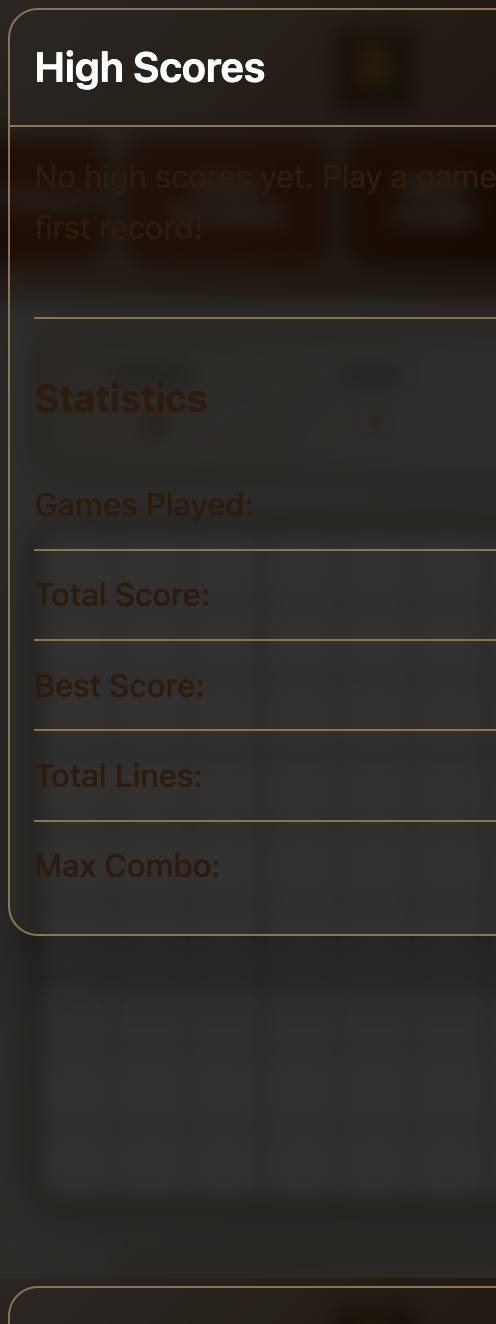 High Scores
No high scores yet. Play a game
first record!
Statistics
Games Played:
Total Score:
Best Score:
Total Lines:
Max Combo: